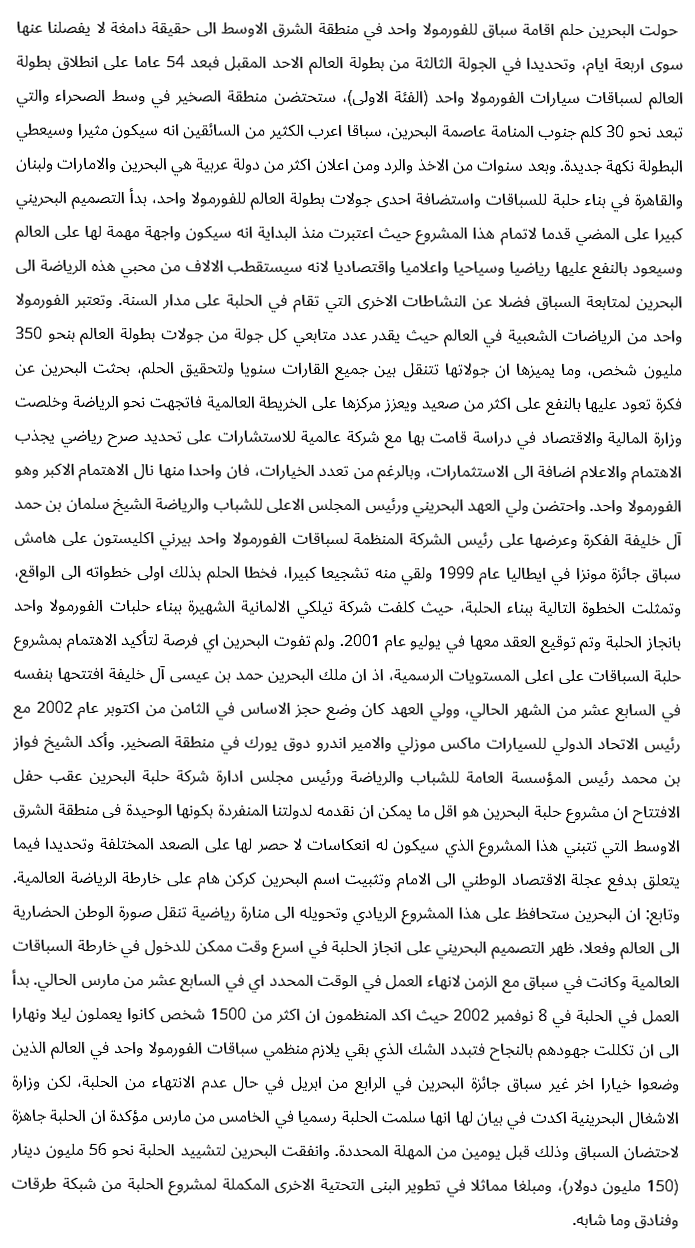 حولت البحرين حلم اقامة سباق للفورمولا واحد في منطقة الشرق الاوسط الى حقيقة دامغة لا يفصلنا عنها
سوى اربعة ايام، وتحديدا في الجولة الثالثة من بطولة العالم الاحد المقبل فبعد 54 عاما على انطلاق بطولة
العالم لسباقات سيارات الفورمولا واحد (الفئة الاولى)، ستحتضن منطقة الصخير في وسط الصحراء والتي
تبعد نحو 30 كلم جنوب المنامة عاصمة البحرين، سباقا اعرب الكثير من السائقين انه سيكون مثيرا وسيعطي
البطولة نكهة جديدة. وبعد سنوات من الاخذ والرد ومن اعلان اكثر من دولة عربية هي البحرين والامارات ولبنان
والقاهرة في بناء حلبة للسباقات واستضافة احدى جولات بطولة العالم للفورمولا واحد، بدأ التصميم البحريني
كبيرا على المضي قدما لاتمام هذا المشروع حيث اعتبرت منذ البداية انه سيكون واجهة مهمة لها على العالم
وسيعود بالنفع عليها رياضيا وسياحيا واعلاميا واقتصاديا لانه سيستقطب الالاف من محبي هذه الرياضة الى
البحرين لمتابعة السباق فضلا عن النشاطات الاخرى التي تقام في الحلبة على مدار السنة. وتعتبر الفورمولا
واحد من الرياضات الشعبية في العالم حيث يقدر عدد متابعي كل جولة من جولات بطولة العالم بنحو 350
مليون شخص، وما يميزها ان جولاتها تتنقل بين جميع القارات سنويا ولتحقيق الحلم، بحثت البحرين عن
فكرة تعود عليها بالنفع على اكثر من صعيد ويعزز مركزها على الخريطة العالمية فاتجهت نحو الرياضة وخلصت
وزارة المالية والاقتصاد في دراسة قامت بها مع شركة عالمية للاستشارات على تحديد صرح رياضي يجذب
الاهتمام والاعلام اضافة الى الاستثمارات، وبالرغم من تعدد الخيارات، فان واحدا منها نال الاهتمام الاكبر وهو
الفورمولا واحد. واحتضن ولي العهد البحريني ورئيس المجلس الاعلى للشباب والرياضة الشيخ سلمان بن حمد
آل خليفة الفكرة وعرضها على رئيس الشركة المنظمة لسباقات الفورمولا واحد بيرني اكليستون على هامش
سباق جائزة مونزا في ايطاليا عام 1999 ولقي منه تشجيعا كبيرا، فخطا الحلم بذلك اولى خطواته الى الواقع،
وتمثلت الخطوة التالية ببناء الحلبة، حيث كلفت شركة تيلكي الالمانية الشهيرة ببناء حلبات الفورمولا واحد
بانجاز الحلبة وتم توقيع العقد معها في يوليو عام 2001. ولم تفوت البحرين اي فرصة لتأكيد الاهتمام بمشروع
حلبة السباقات على اعلى المستويات الرسمية، اذ ان ملك البحرين حمد بن عيسى آل خليفة افتتحها بنفسه
في السابع عشر من الشهر الحالي، وولي العهد كان وضع حجز الاساس في الثامن من اكتوبر عام 2002 مع
رئيس الاتحاد الدولي للسيارات ماكس موزلي والامير اندرو دوق يورك في منطقة الصخير. وأكد الشيخ فواز
بن محمد رئيس المؤسسة العامة للشباب والرياضة ورئيس مجلس ادارة شركة حلبة البحرين عقب حفل
الافتتاح ان مشروع حلبة البحرين هو اقل ما يمكن ان نقدمه لدولتنا المنفردة بكونها الوحيدة فى منطقة الشرق
الاوسط التي تتبني هذا المشروع الذي سيكون له انعكاسات لا حصر لها على الصعد المختلفة وتحديدا فيما
يتعلق بدفع عجلة الاقتصاد الوطني الى الامام وتثبيت اسم البحرين كركن هام على خارطة الرياضة العالمية.
وتابع: ان البحرين ستحافظ على هذا المشروع الريادي وتحويله الى منارة رياضية تنقل صورة الوطن الحضارية
الى العالم وفعلا، ظهر التصميم البحريني على انجاز الحلبة في اسرع وقت ممكن للدخول في خارطة السباقات
العالمية وكانت في سباق مع الزمن لانهاء العمل في الوقت المحدد اي في السابع عشر من مارس الحالي. بدأ
العمل في الحلبة في 8 نوفمبر 2002 حيث اكد المنظمون ان اكثر من 1500 شخص كانوا يعملون ليلا ونهارا
الى ان تكللت جهودهم بالنجاح فتبدد الشك الذي بقي يلازم منظمي سباقات الفورمولا واحد في العالم الذين
وضعوا خيارا اخر غير سباق جائزة البحرين في الرابع من ابريل في حال عدم الانتهاء من الحلبة، لكن وزارة
الاشغال البحرينية اكدت في بيان لها انها سلمت الحلبة رسميا في الخامس من مارس مؤكدة ان الحلبة جاهزة
لاحتضان السباق وذلك قبل يومين من المهلة المحددة. وانفقت البحرين لتشييد الحلبة نحو 56 مليون دينار
(150 مليون دولار)، ومبلغا مماثلا في تطوير البنى التحتية الاخرى المكملة لمشروع الحلبة من شبكة طرقات
وفنادق وما شابه.